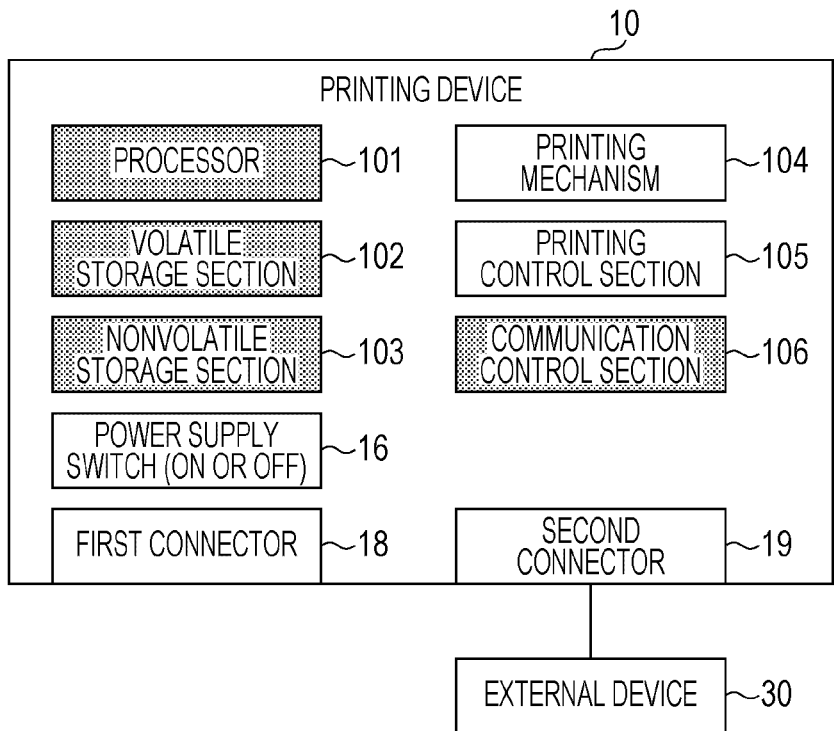 10
PRINTING DEVICE
PROCESSOR
101
PRINTING
MECHANISM
104
VOLATILE
STORAGE SECTION
102
PRINTING
CONTROL SECTION
105
NONVOLATILE
STORAGE SECTION
103
COMMUNICATION
CONTROL SECTION
106
POWER SUPPLY
SWITCH (ON OR OFF)
16
FIRST CONNECTOR
18
SECOND
CONNECTOR
19
EXTERNAL DEVICE
30